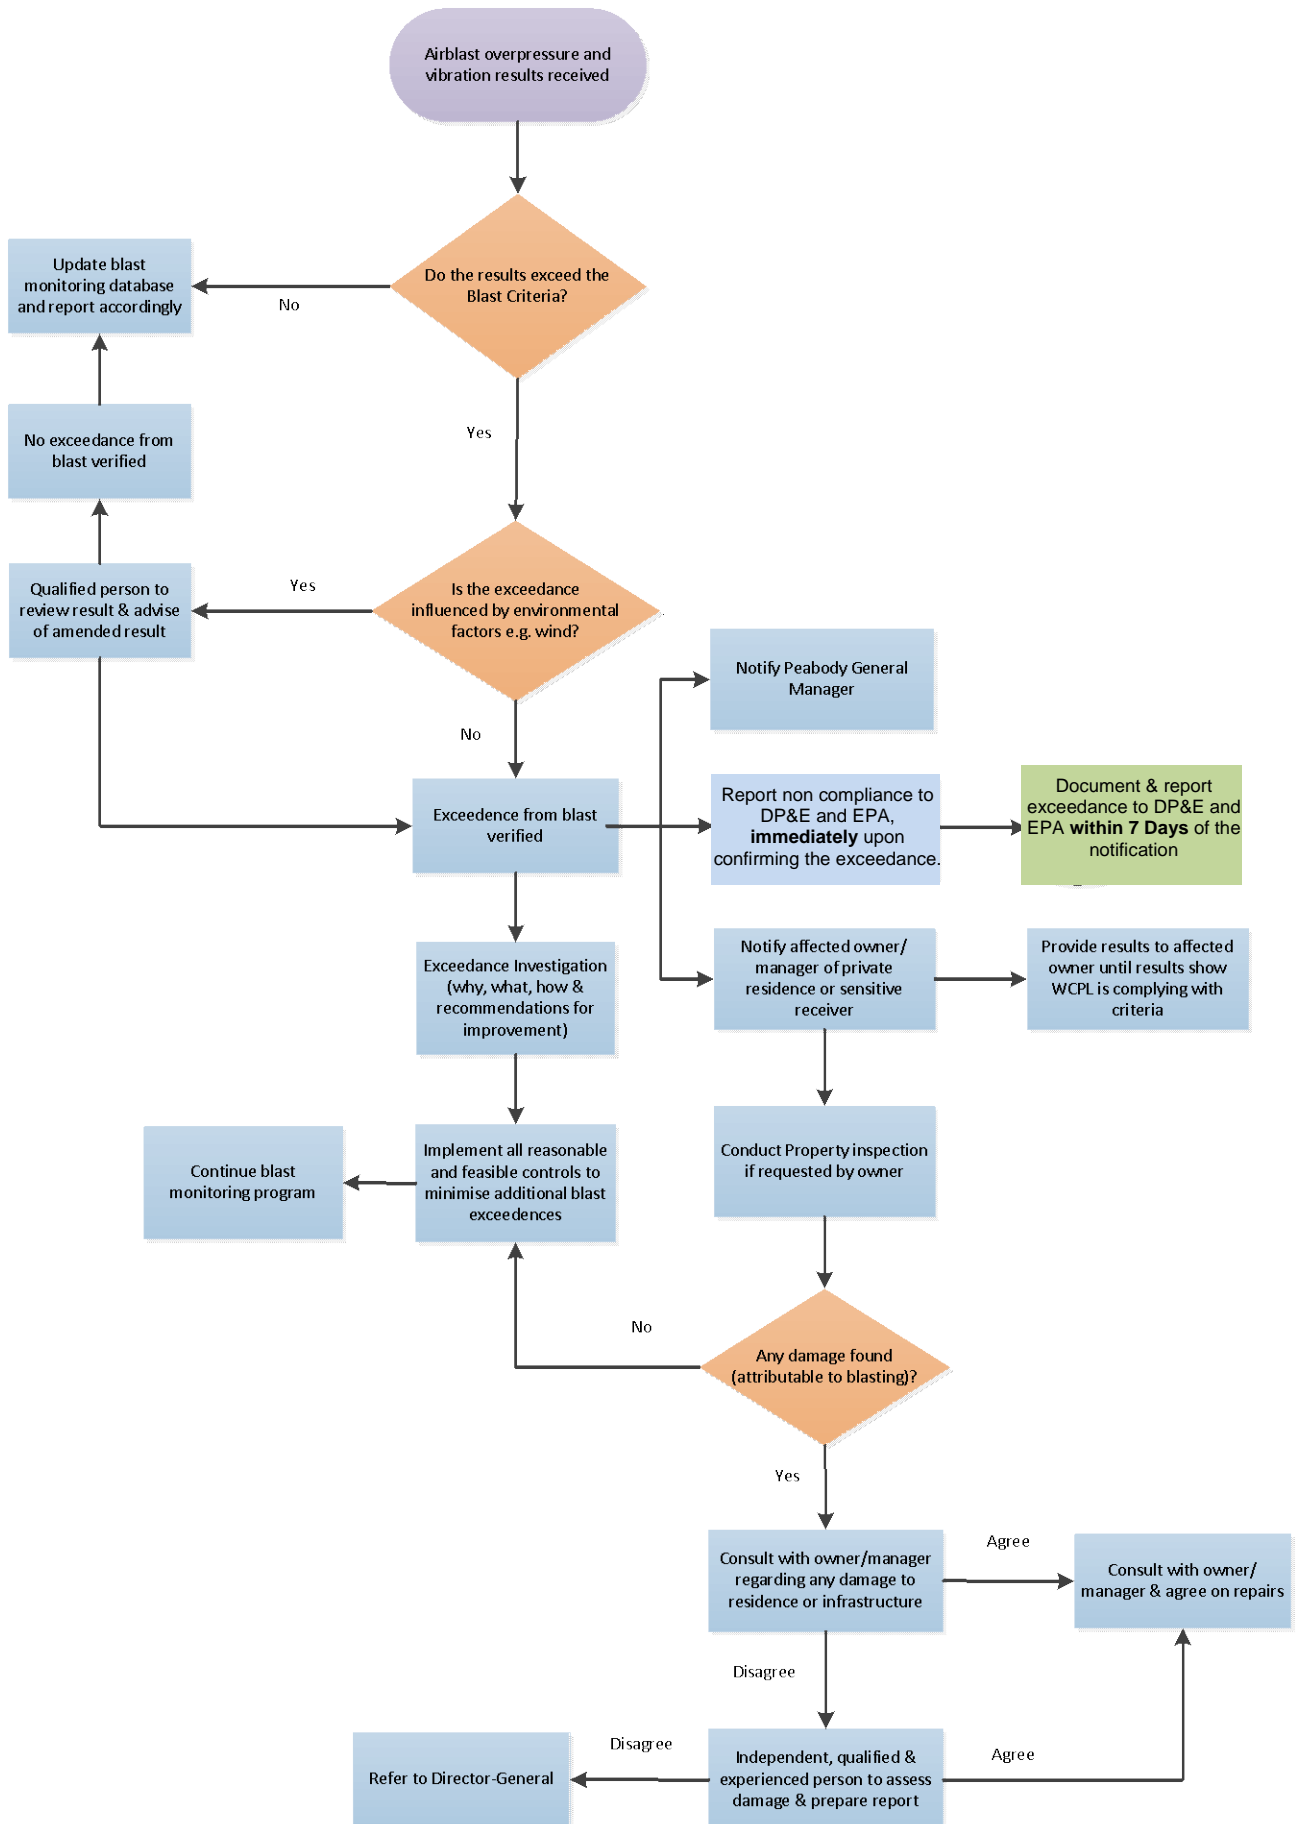 Airblast overpressure and
vibration results received
Do the results exceed the
Blast Criteria?
No
Update blast
monitoring database
and report accordingly
Yes
No exceedance from
blast verified
Is the exceedance
influenced by environmental
factors e.g. wind?
Yes
Qualified person to
review result & advise
of amended result
No
Notify Peabody General
Manager
Exceedence from blast
verified
Report non compliance to
DP&E and EPA,
immediately upon
confirming the exceedance.
Document & report
exceedance to DP&E and
EPA within 7 Days of the
notification
Exceedance Investigation
(why, what, how &
recommendations for
improvement)
Notify affected owner/
manager of private
residence or sensitive
receiver
Provide results to affected
owner until results show
WCPL is complying with
criteria
Continue blast
monitoring program
Implement all reasonable
and feasible controls to
minimise additional blast
exceedences
Conduct Property inspection
if requested by owner
No
Any damage found
(attributable to blasting)?
Yes
Consult with owner/manager
regarding any damage to
residence or infrastructure
Agree
Consult with owner/
manager & agree on repairs
Disagree
Independent, qualified &
experienced person to assess
damage & prepare report
Agree
Disagree
Refer to Director-General